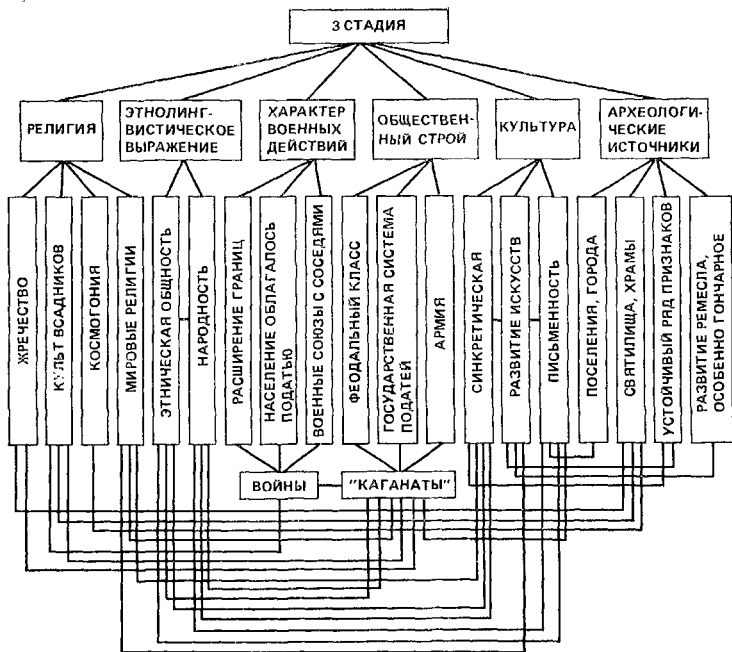 3 СТАДИЯ
РЕЛИГИЯ
ЭТНОЛИНГ-
ВИСТИЧЕСКОЕ
ВЫРАЖЕНИЕ
ХАРАКТЕР
ВОЕННЫХ
ДЕЙСТВИЙ
ОБЩЕСТВЕН-
НЫЙ СТРОЙ
КУЛЬТУРА
АРХЕОЛОГИ-
ЧЕСКИЕ
ИСТОЧНИКИ
ЖРЕЧЕСТВО
КУЛЬТ ВСАДНИКОВ
КОСМОГОНИЯ
МИРОВЫЕ РЕЛИГИИ
ЭТНИЧЕСКАЯ ОБЩНОСТЬ
НАРОДНОСТЬ
РАСШИРЕНИЕ ГРАНИЦ
НАСЕЛЕНИЕ ОБЛАГАЛОСЬ
ПОДАТЬЮ
ВОЕННЫЕ СОЮЗЫ С СОСЕДЯМИ
ФЕОДАЛЬНЫЙ КЛАСС
ГОСУДАРСТВЕННАЯ СИСТЕМА
ПОДАТЕЙ
АРМИЯ
СИНКРЕТИЧЕСКАЯ
РАЗВИТИЕ ИСКУССТВ
ПИСЬМЕННОСТЬ
ПОСЕЛЕНИЯ, ГОРОДА
СВЯТИЛИЩА, ХРАМЫ
УСТОЙЧИВЫЙ РЯД ПРИЗНАКОВ
РАЗВИТИЕ РЕМЕСЛА,
ОСОБЕННО ГОНЧАРНОЕ
ВОЙНЫ
"КАГАНАТЫ"